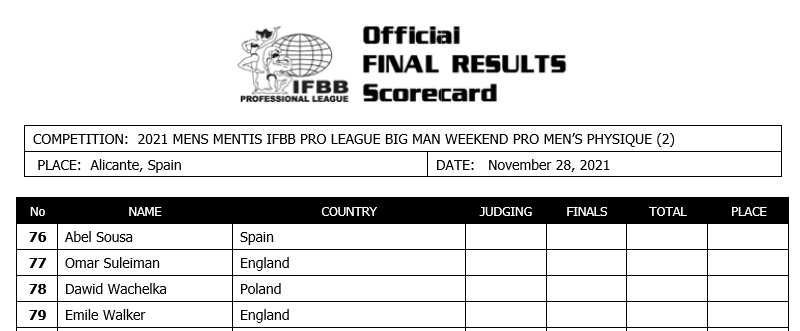 Official
FINAL RESULTS
Scorecard
IFBB
PROFESSIONAL LEAGUE
COMPETITION: 2021 MENS MENTIS IFBB PRO LEAGUE BIG MAN WEEKEND PRO MEN'S PHYSIQUE (2)
PLACE: Alicante, Spain DATE: November 28, 2021
No NAME COUNTRY JUDGING FINALS TOTAL PLACE
76 Abel Sousa Spain
77 Omar Suleiman England
78 Dawid Wachelka Poland
79 Emile Walker England